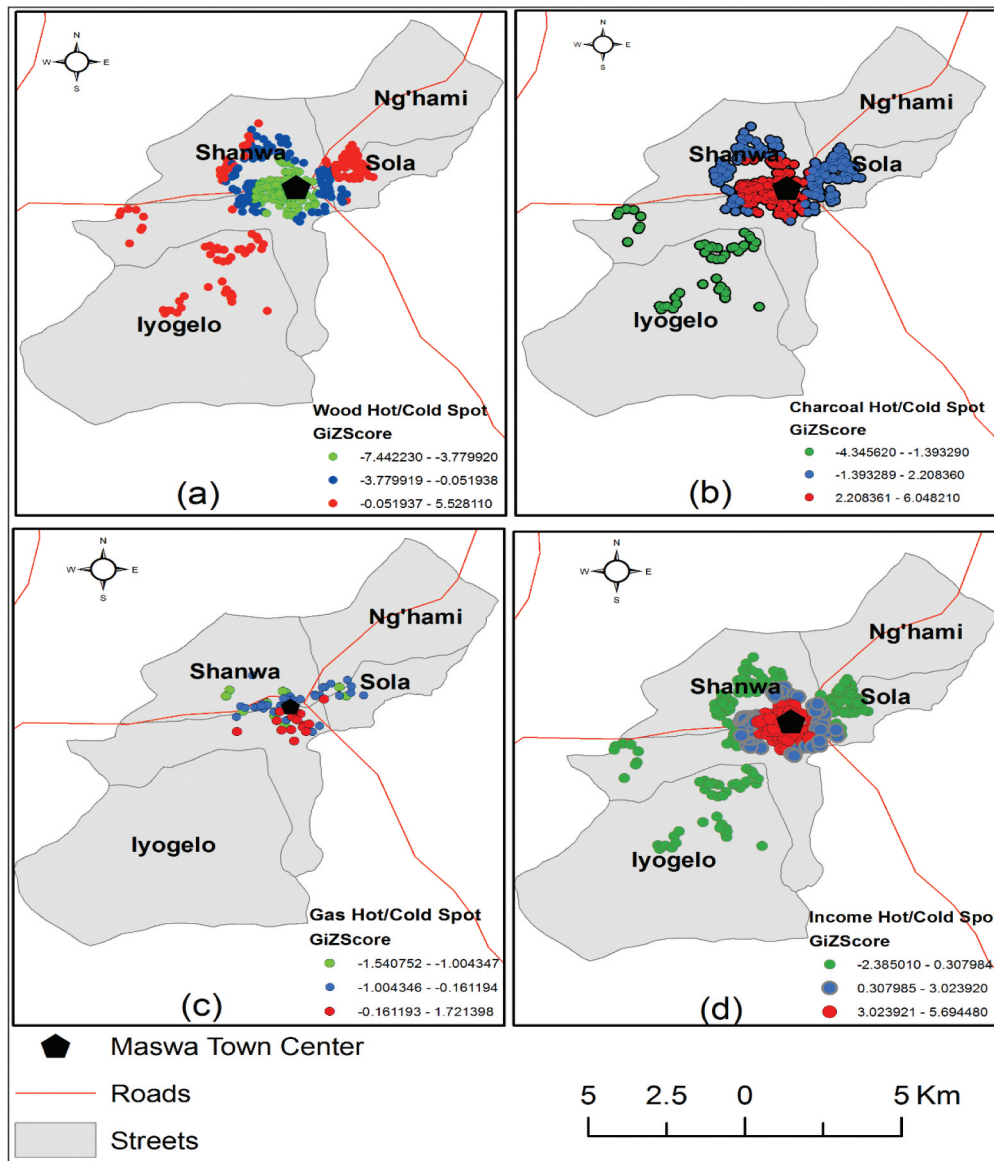 N
W E
S
Ng'hami
Shanwa
Sola
Iyogelo
Wood Hot/Cold Spot
GiZScore
-7.442230 - -3.779920
-3.779919 - -0.051938
-0.051937 - 5.528110
(a)
N
W E
S
Ng'hami
Shanwa
Sola
Iyogelo
Charcoal Hot/Cold Spot
GiZScore
-4.345620 - -1.393290
-1.393289 - 2.208360
2.208361 - 6.048210
(b)
N
W E
S
Ng'hami
Shanwa
Sola
Iyogelo
Gas Hot/Cold Spot
GiZScore
-1.540752 - -1.004347
-1.004346 - -0.161194
-0.161193 - 1.721398
(c)
N
W E
S
Ng'hami
Shanwa
Sola
Iyogelo
Income Hot/Cold Spot
GiZScore
-2.385010 - 0.307984
0.307985 - 3.023920
3.023921 - 5.694480
(d)
Maswa Town Center
Roads
Streets
5 2.5 0 5 Km